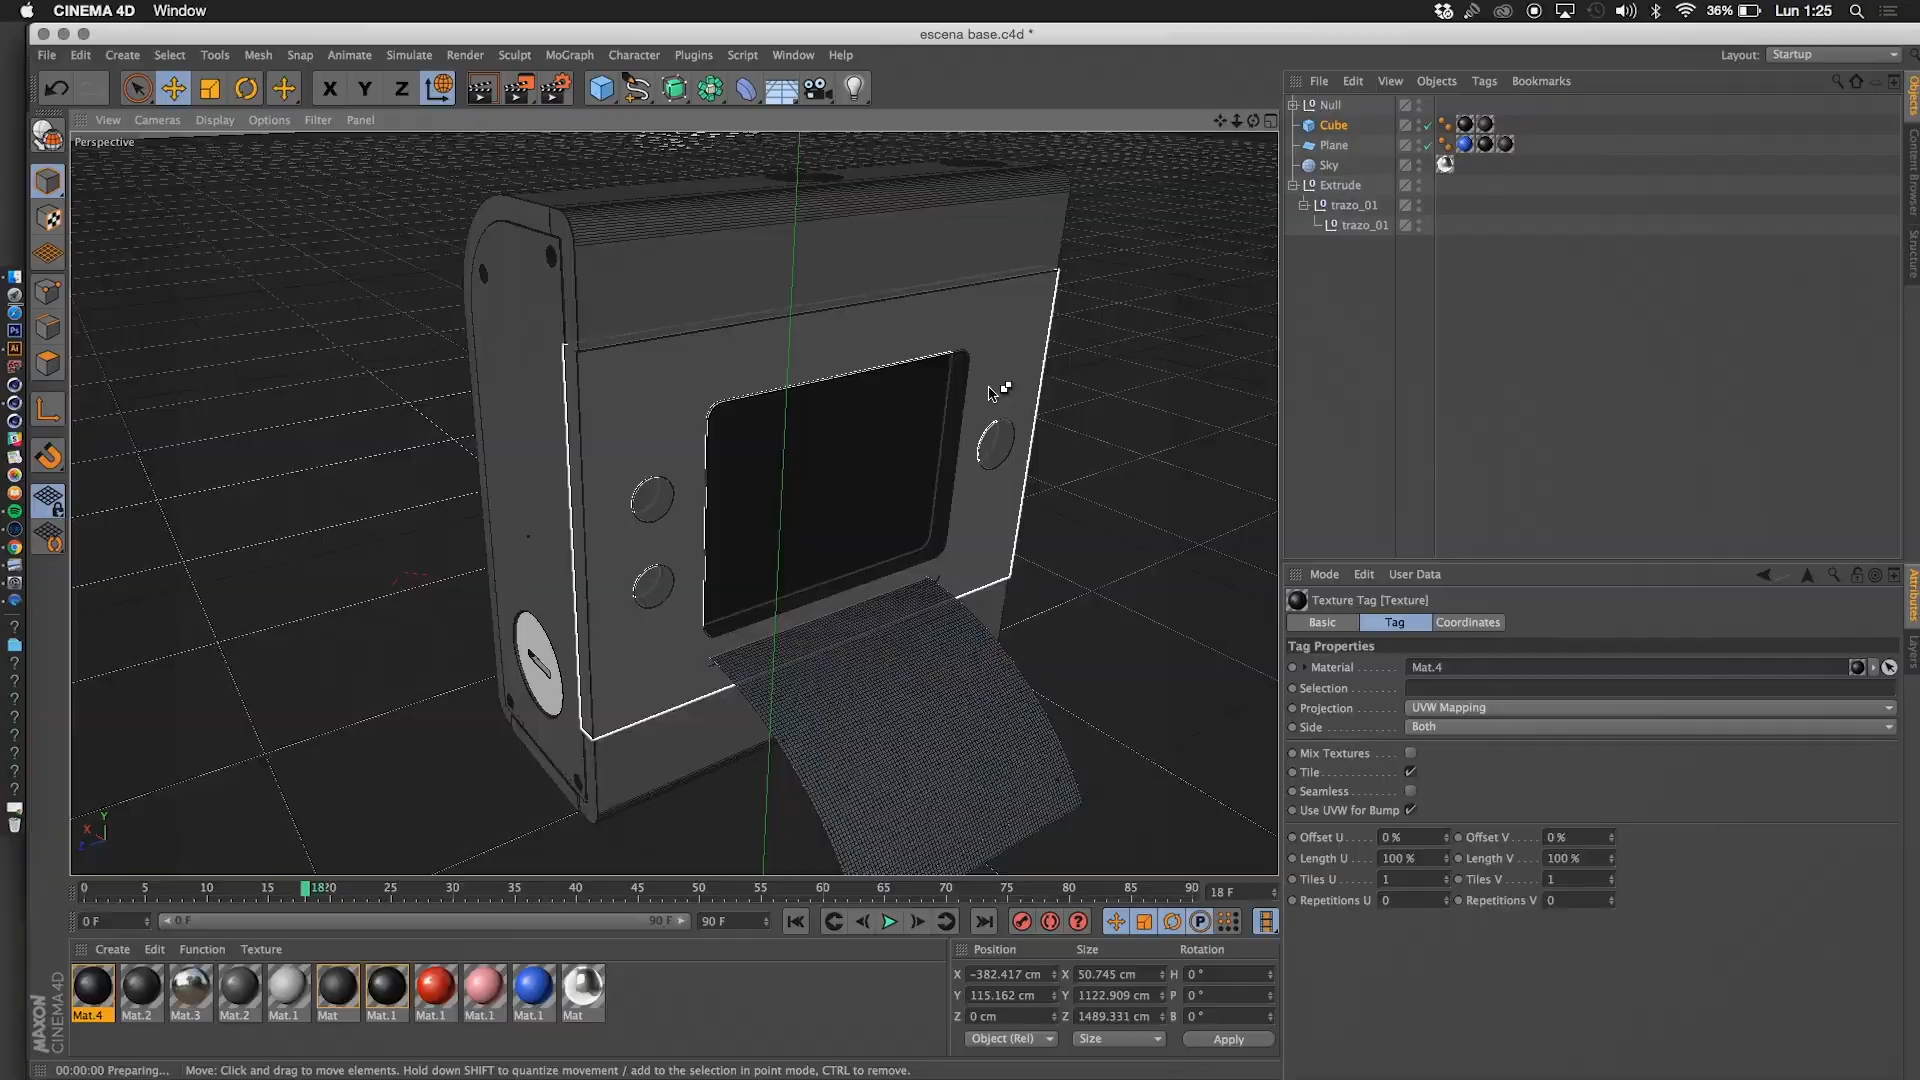 CINEMA 4D Window
36% Lun 1:25
escena base.c4d *
File Edit Create Select Tools Mesh Snap Animate Simulate Render Sculpt MoGraph Character Plugins Script Window Help
Layout: Startup
X Y Z
File Edit View Objects Tags Bookmarks
View Cameras Display Options Filter Panel
Perspective
Null
Cube
Plane
Sky
Extrude
trazo_01
trazo_01
Objects
Content Browser
Structure
Mode Edit User Data
Texture Tag [Texture]
Basic Tag Coordinates
Tag Properties
Material Mat.4
Selection
Projection UVW Mapping
Side Both
Mix Textures
Tile
Seamless
Use UVW for Bump
Offset U 0 % Offset V 0 %
Length U 100 % Length V 100 %
Tiles U 1 Tiles V 1
Repetitions U 0 Repetitions V 0
Attributes
Layers
X Y Z
0 5 10 15 18 20 25 30 35 40 45 50 55 60 65 70 75 80 85 90 18 F
0 F 0 F 90 F 90 F
Create Edit Function Texture
Mat.4 Mat.2 Mat.3 Mat.2 Mat.1 Mat Mat.1 Mat.1 Mat.1 Mat.1 Mat
Position Size Rotation
X -382.417 cm X 50.745 cm H 0 °
Y 115.162 cm Y 1122.909 cm P 0 °
Z 0 cm Z 1489.331 cm B 0 °
Object (Rel) Size Apply
MAXON CINEMA 4D
00:00:00 Preparing... Move: Click and drag to move elements. Hold down SHIFT to quantize movement / add to the selection in point mode, CTRL to remove.